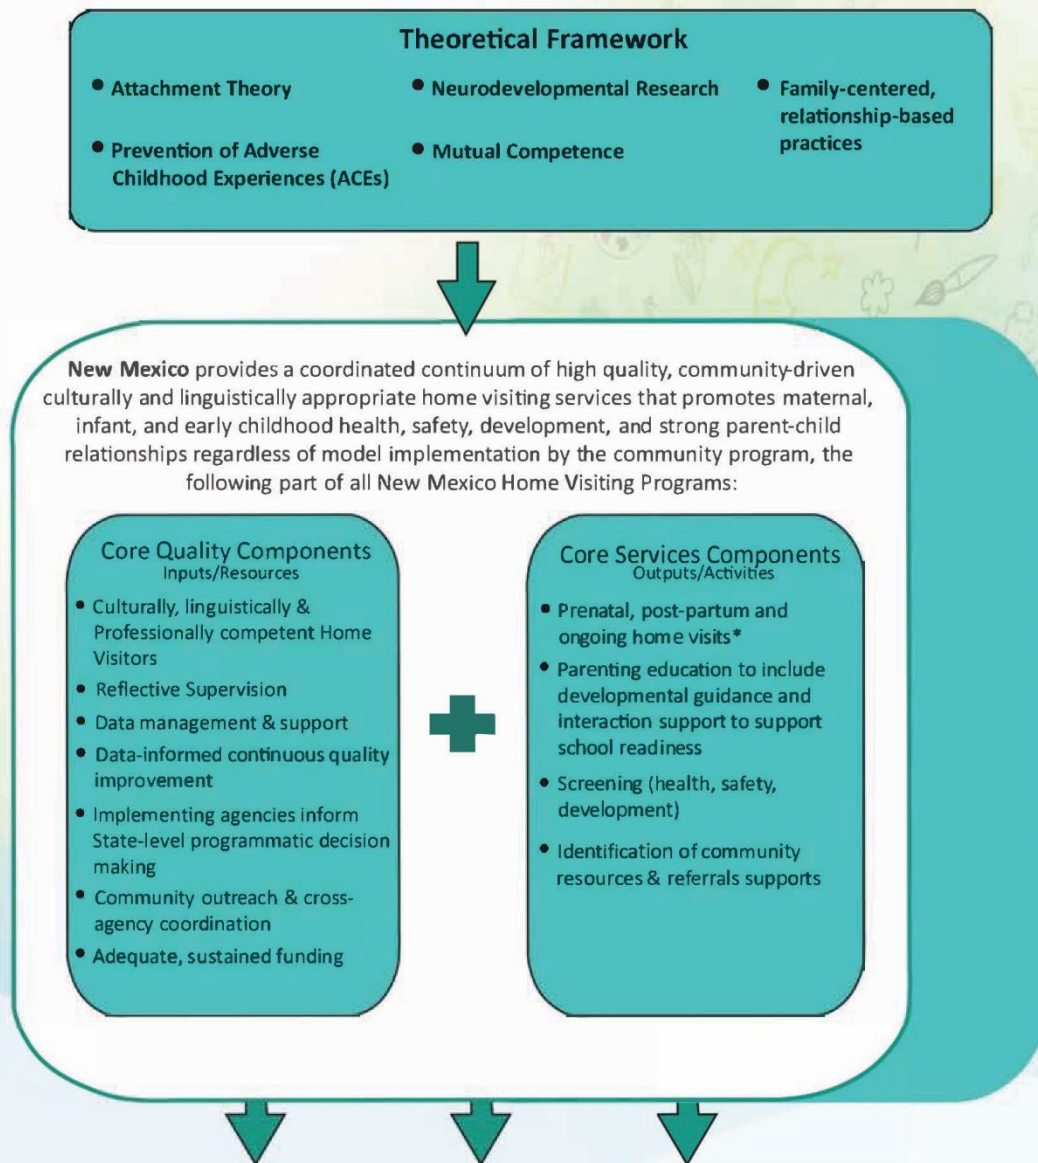 Theoretical Framework
• Attachment Theory
• Prevention of Adverse
Childhood Experiences (ACEs)
• Neurodevelopmental Research
• Mutual Competence
• Family-centered,
relationship-based
practices
New Mexico provides a coordinated continuum of high quality, community-driven
culturally and linguistically appropriate home visiting services that promotes maternal,
infant, and early childhood health, safety, development, and strong parent-child
relationships regardless of model implementation by the community program, the
following part of all New Mexico Home Visiting Programs:
Core Quality Components
Inputs/Resources
• Culturally, linguistically &
Professionally competent Home
Visitors
• Reflective Supervision
• Data management & support
• Data-informed continuous quality
improvement
• Implementing agencies inform
State-level programmatic decision
making
• Community outreach & cross-
agency coordination
• Adequate, sustained funding
Core Services Components
Outputs/Activities
• Prenatal, post-partum and
ongoing home visits*
• Parenting education to include
developmental guidance and
interaction support to support
school readiness
• Screening (health, safety,
development)
• Identification of community
resources & referrals supports